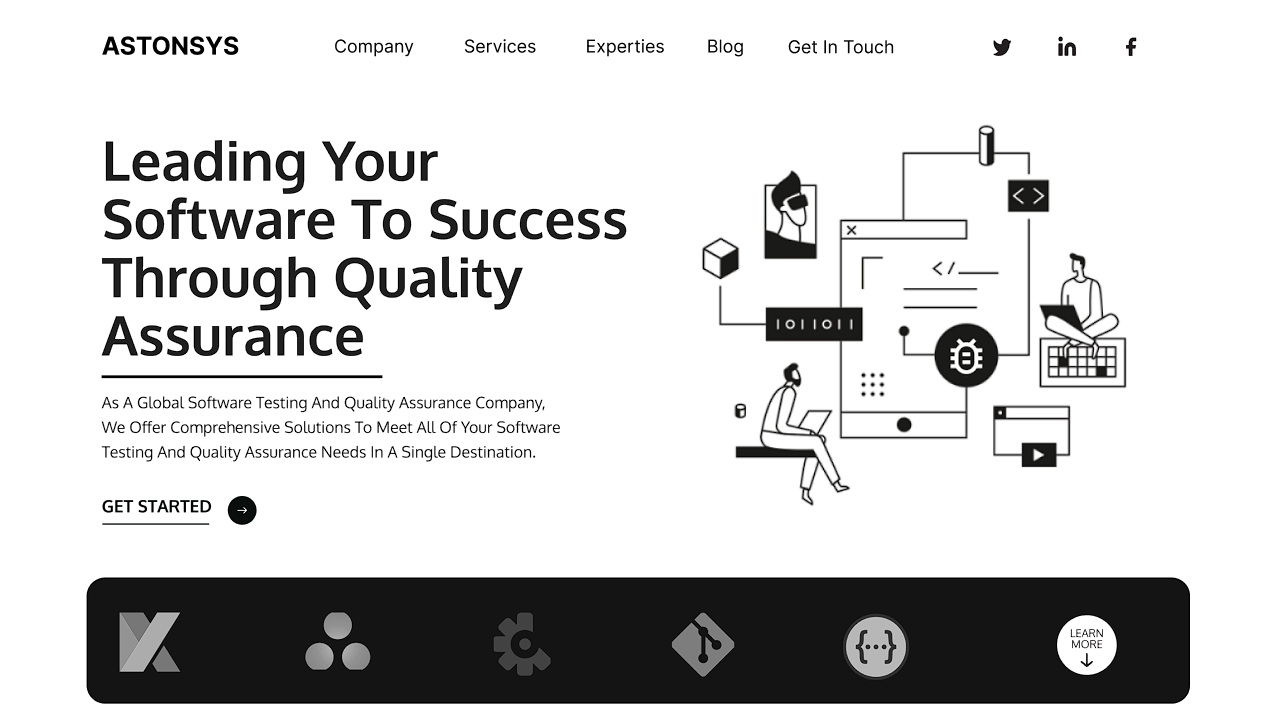 ASTONSYS
Company
Services
Experties
Blog
Get In Touch
Leading Your
Software To Success
Through Quality
Assurance
As A Global Software Testing And Quality Assurance Company,
We Offer Comprehensive Solutions To Meet All Of Your Software
Testing And Quality Assurance Needs In A Single Destination.
GET STARTED
IOIIOII
LEARN
MORE